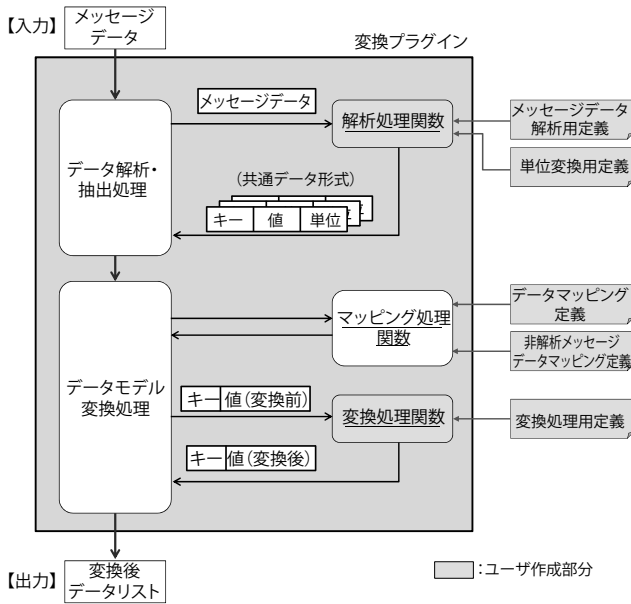 【入力】
メッセージ
データ
変換プラグイン
メッセージデータ
解析処理関数
メッセージデータ
解析用定義
データ解析・
抽出処理
単位変換用定義
(共通データ形式)
キー 値 単位
データマッピング
定義
マッピング処理
関数
非解析メッセージ
データマッピング定義
データモデル
変換処理
キー 値(変換前)
変換処理関数
変換処理用定義
キー 値(変換後)
【出力】
変換後
データリスト
:ユーザ作成部分